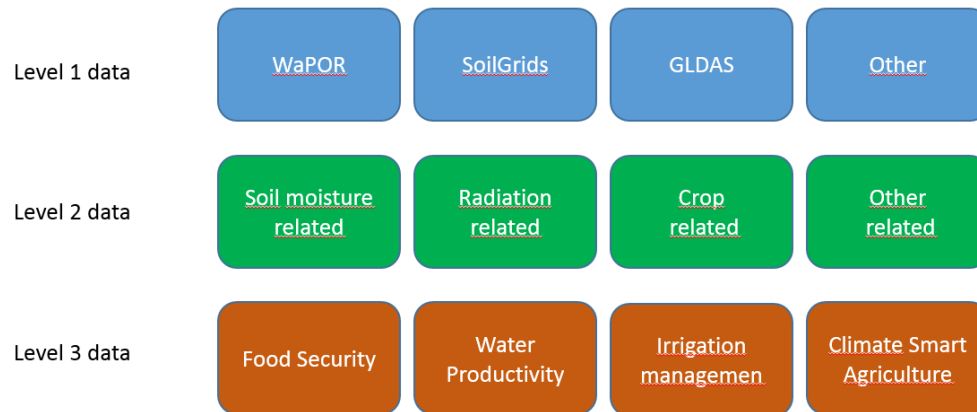 Level 1 data
WaPOR
SoilGrids
GLDAS
Other
Level 2 data
Soil moisture
related
Radiation
related
Crop
related
Other
related
Level 3 data
Food Security
Water
Productivity
Irrigation
managemen
Climate Smart
Agriculture